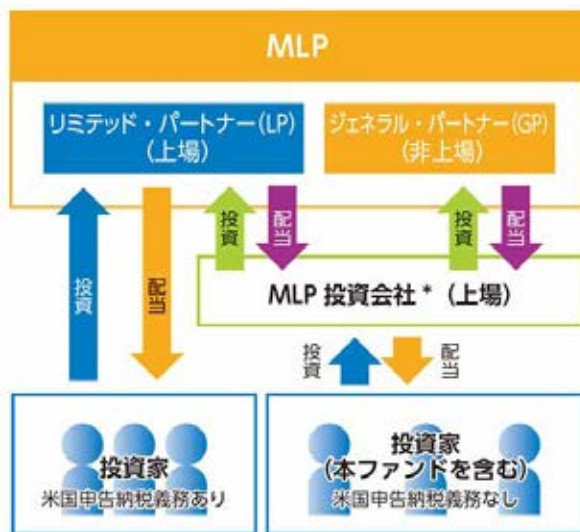 MLP
リミテッド・パートナー(LP)
(上場)
ジェネラル・パートナー(GP)
(非上場)
投資
配当
投資
配当
投資
配当
MLP 投資会社 * (上場)
投資
配当
投資家
米国申告納税義務あり
投資家
(本ファンドを含む)
米国申告納税義務なし